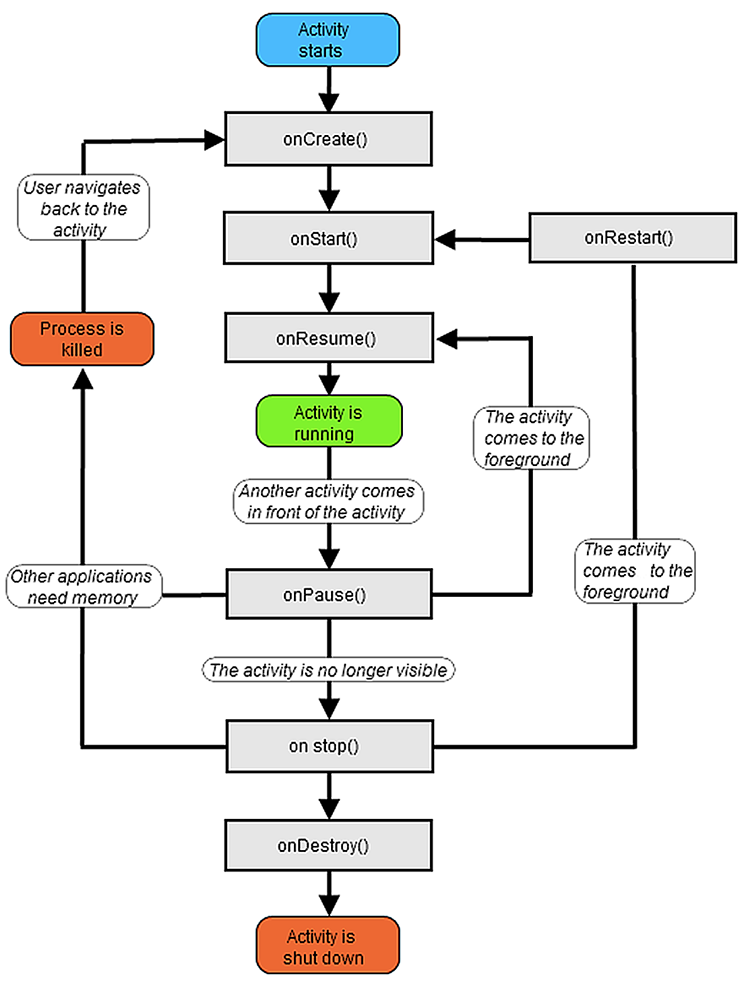 Activity
starts
onCreate()
User navigates
back to the
activity
onStart()
onRestart()
Process is
killed
onResume()
Activity is
running
The activity
comes to the
foreground
Another activity comes
in front of the activity
The activity
comes to the
foreground
Other applications
need memory
onPause()
The activity is no longer visible
on stop()
onDestroy()
Activity is
shut down